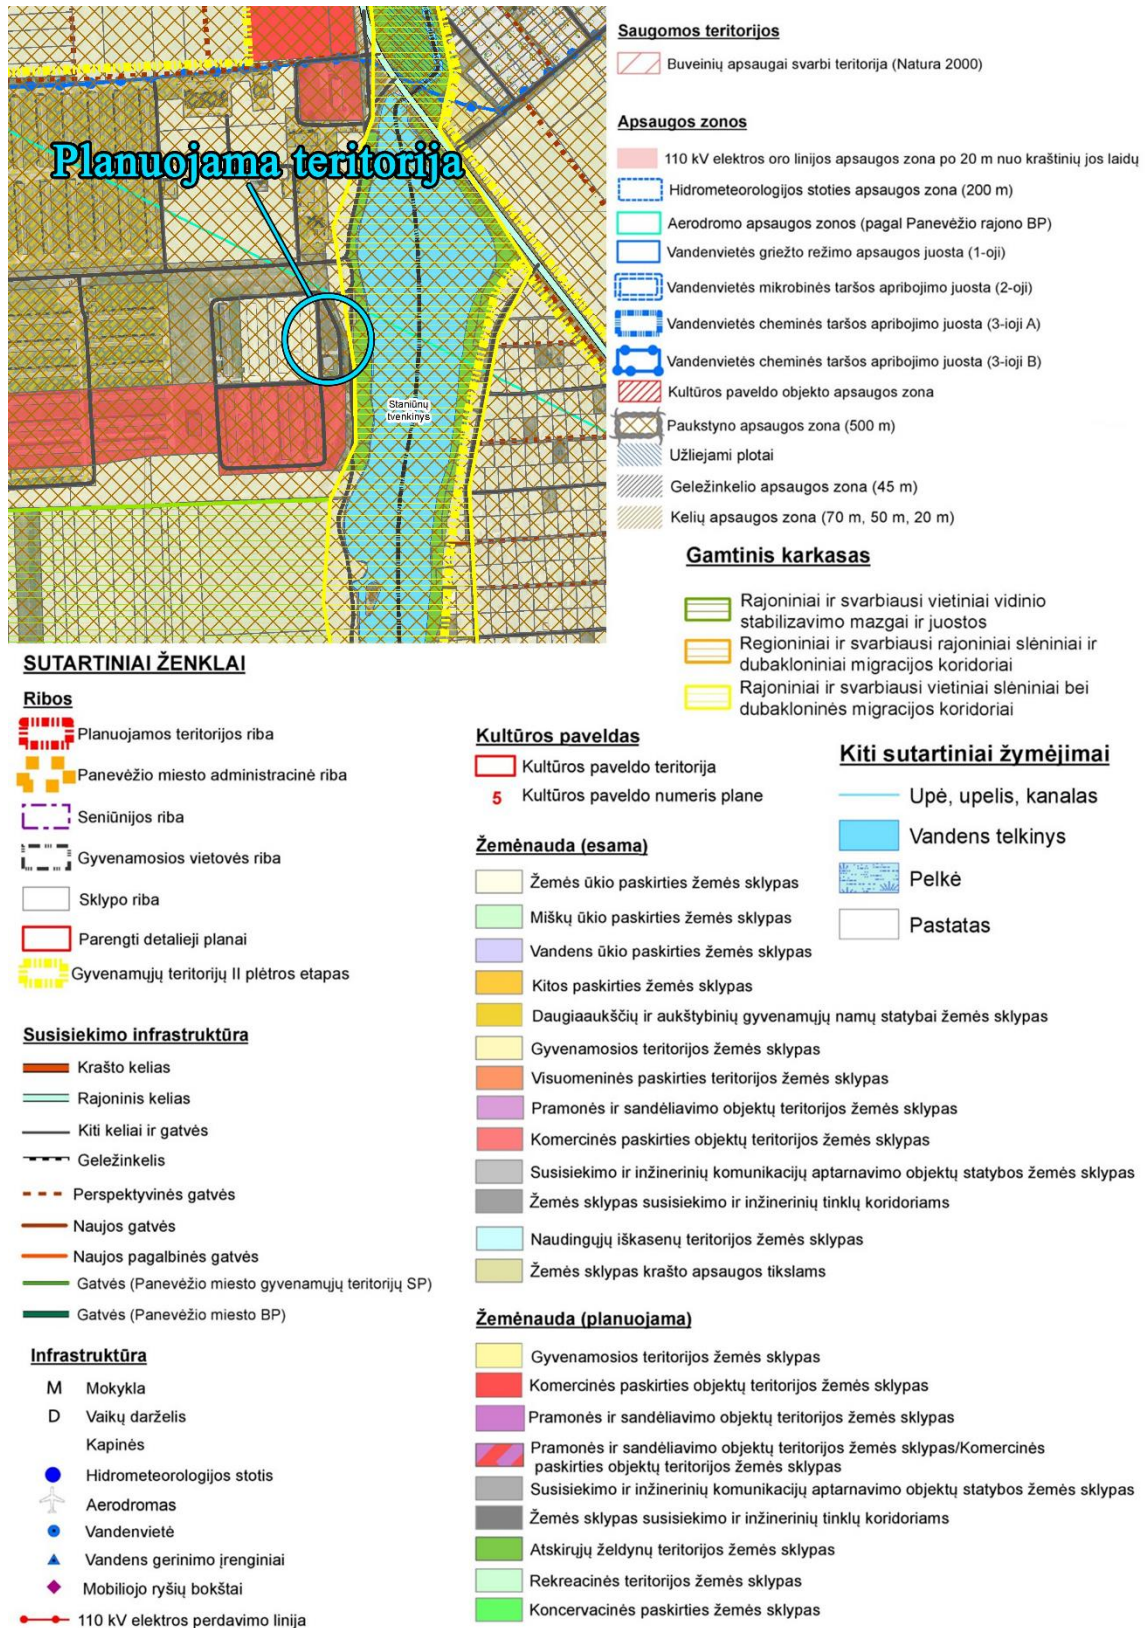 Planuojama teritorija
Staniūnų
tvenkinys
Saugomos teritorijos
Buveinių apsaugai svarbi teritorija (Natura 2000)
Apsaugos zonos
110 kV elektros oro linijos apsaugos zona po 20 m nuo kraštinių jos laidų
Hidrometeorologijos stoties apsaugos zona (200 m)
Aerodromo apsaugos zonos (pagal Panevėžio rajono BP)
Vandenvietės griežto režimo apsaugos juosta (1-oji)
Vandenvietės mikrobinės taršos apribojimo juosta (2-oji)
Vandenvietės cheminės taršos apribojimo juosta (3-ioji A)
Vandenvietės cheminės taršos apribojimo juosta (3-ioji B)
Kultūros paveldo objekto apsaugos zona
Paukstyno apsaugos zona (500 m)
Užliejami plotai
Geležinkelio apsaugos zona (45 m)
Kelių apsaugos zona (70 m, 50 m, 20 m)
Gamtinis karkasas
Rajoniniai ir svarbiausi vietiniai vidinio
stabilizavimo mazgai ir juostos
Regioniniai ir svarbiausi rajoniniai slėniniai ir
dubakloniniai migracijos koridoriai
Rajoniniai ir svarbiausi vietiniai slėniniai bei
dubakloninės migracijos koridoriai
SUTARTINIAI ŽENKLAI
Ribos
Planuojamos teritorijos riba
Panevėžio miesto administracinė riba
Seniūnijos riba
Gyvenamosios vietovės riba
Sklypo riba
Parengti detalieji planai
Gyvenamųjų teritorijų II plėtros etapas
Susisiekimo infrastruktūra
Krašto kelias
Rajoninis kelias
Kiti keliai ir gatvės
Geležinkelis
Perspektyvinės gatvės
Naujos gatvės
Naujos pagalbinės gatvės
Gatvės (Panevėžio miesto gyvenamųjų teritorijų SP)
Gatvės (Panevėžio miesto BP)
Infrastruktūra
M Mokykla
D Vaikų darželis
Kapinės
Hidrometeorologijos stotis
Aerodromas
Vandenvietė
Vandens gerinimo įrenginiai
Mobiliojo ryšių bokštai
110 kV elektros perdavimo linija
Kultūros paveldas
Kultūros paveldo teritorija
5 Kultūros paveldo numeris plane
Žemėnauda (esama)
Žemės ūkio paskirties žemės sklypas
Miškų ūkio paskirties žemės sklypas
Vandens ūkio paskirties žemės sklypas
Kitos paskirties žemės sklypas
Daugiaaukščių ir aukštybinių gyvenamųjų namų statybai žemės sklypas
Gyvenamosios teritorijos žemės sklypas
Visuomeninės paskirties teritorijos žemės sklypas
Pramonės ir sandėliavimo objektų teritorijos žemės sklypas
Komercinės paskirties objektų teritorijos žemės sklypas
Susisiekimo ir inžinerinių komunikacijų aptarnavimo objektų statybos žemės sklypas
Žemės sklypas susisiekimo ir inžinerinių tinklų koridoriams
Naudingųjų iškasenų teritorijos žemės sklypas
Žemės sklypas krašto apsaugos tikslams
Žemėnauda (planuojama)
Gyvenamosios teritorijos žemės sklypas
Komercinės paskirties objektų teritorijos žemės sklypas
Pramonės ir sandėliavimo objektų teritorijos žemės sklypas
Pramonės ir sandėliavimo objektų teritorijos žemės sklypas/Komercinės
paskirties objektų teritorijos žemės sklypas
Susisiekimo ir inžinerinių komunikacijų aptarnavimo objektų statybos žemės sklypas
Žemės sklypas susisiekimo ir inžinerinių tinklų koridoriams
Atskirųjų želdynų teritorijos žemės sklypas
Rekreacinės teritorijos žemės sklypas
Koncervacinės paskirties žemės sklypas
Kiti sutartiniai žymėjimai
Upė, upelis, kanalas
Vandens telkinys
Pelkė
Pastatas